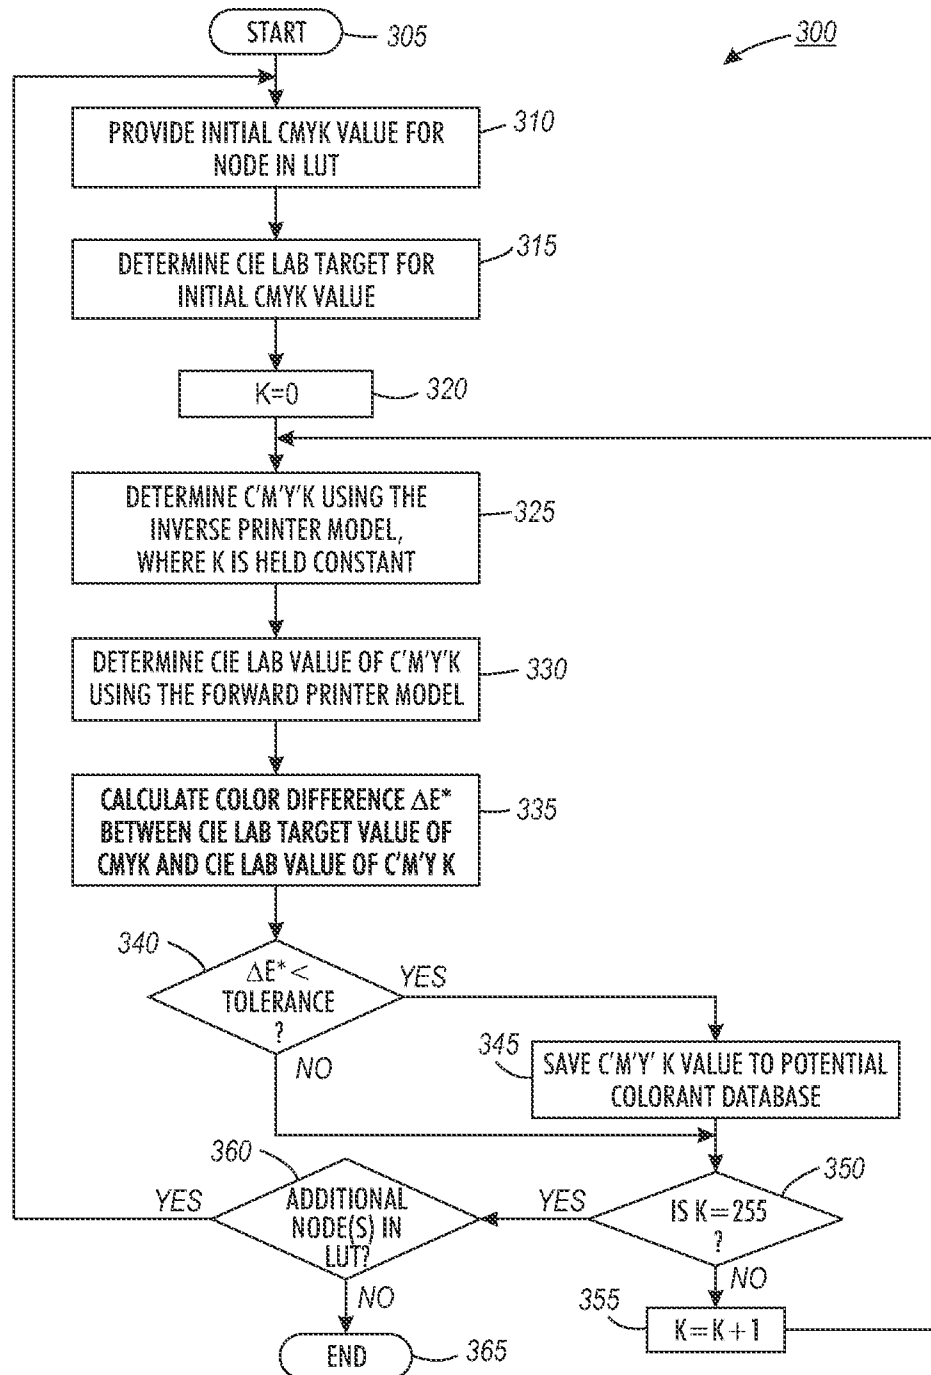 START
305
300
PROVIDE INITIAL CMYK VALUE FOR
NODE IN LUT
310
DETERMINE CIE LAB TARGET FOR
INITIAL CMYK VALUE
315
K=0
320
DETERMINE C'M'Y'K USING THE
INVERSE PRINTER MODEL,
WHERE K IS HELD CONSTANT
325
DETERMINE CIE LAB VALUE OF C'M'Y'K
USING THE FORWARD PRINTER MODEL
330
CALCULATE COLOR DIFFERENCE ΔE*
BETWEEN CIE LAB TARGET VALUE OF
CMYK AND CIE LAB VALUE OF C'M'Y K
335
340
ΔE* <
TOLERANCE
?
YES
NO
345
SAVE C'M'Y' K VALUE TO POTENTIAL
COLORANT DATABASE
350
IS K=255
?
YES
NO
355
K=K+1
360
ADDITIONAL
NODE(S) IN
LUT?
YES
NO
END
365